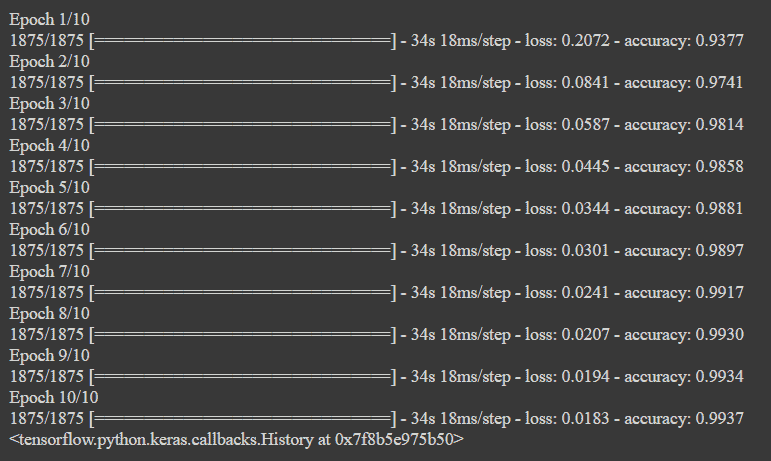 Epoch 1/10
1875/1875 [==============================] - 34s 18ms/step - loss: 0.2072 - accuracy: 0.9377
Epoch 2/10
1875/1875 [==============================] - 34s 18ms/step - loss: 0.0841 - accuracy: 0.9741
Epoch 3/10
1875/1875 [==============================] - 34s 18ms/step - loss: 0.0587 - accuracy: 0.9814
Epoch 4/10
1875/1875 [==============================] - 34s 18ms/step - loss: 0.0445 - accuracy: 0.9858
Epoch 5/10
1875/1875 [==============================] - 34s 18ms/step - loss: 0.0344 - accuracy: 0.9881
Epoch 6/10
1875/1875 [==============================] - 34s 18ms/step - loss: 0.0301 - accuracy: 0.9897
Epoch 7/10
1875/1875 [==============================] - 34s 18ms/step - loss: 0.0241 - accuracy: 0.9917
Epoch 8/10
1875/1875 [==============================] - 34s 18ms/step - loss: 0.0207 - accuracy: 0.9930
Epoch 9/10
1875/1875 [==============================] - 34s 18ms/step - loss: 0.0194 - accuracy: 0.9934
Epoch 10/10
1875/1875 [==============================] - 34s 18ms/step - loss: 0.0183 - accuracy: 0.9937
<tensorflow.python.keras.callbacks.History at 0x7f8b5e975b50>